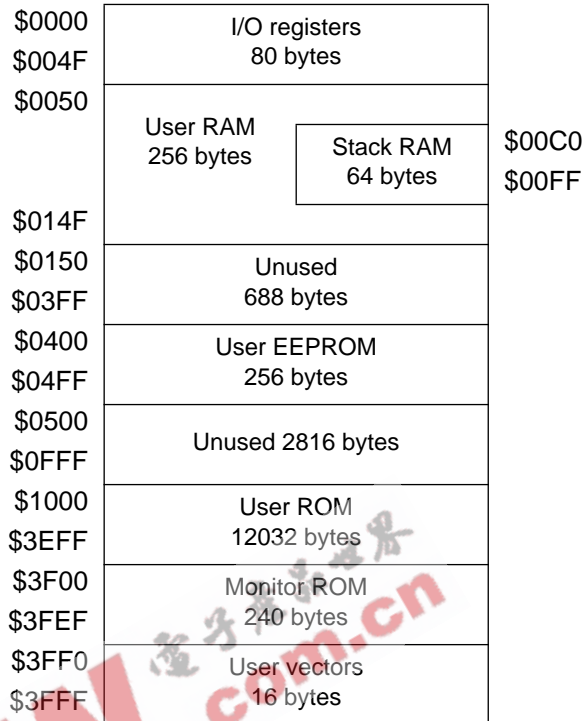 $0000
I/O registers
80 bytes
$004F
$0050
User RAM
256 bytes
Stack RAM
64 bytes
$00C0
$00FF
$014F
$0150
Unused
688 bytes
$03FF
$0400
User EEPROM
256 bytes
$04FF
$0500
Unused 2816 bytes
$0FFF
$1000
User ROM
12032 bytes
$3EFF
$3F00
Monitor ROM
240 bytes
$3FEF
$3FF0
User vectors
16 bytes
$3FFF
com.cn